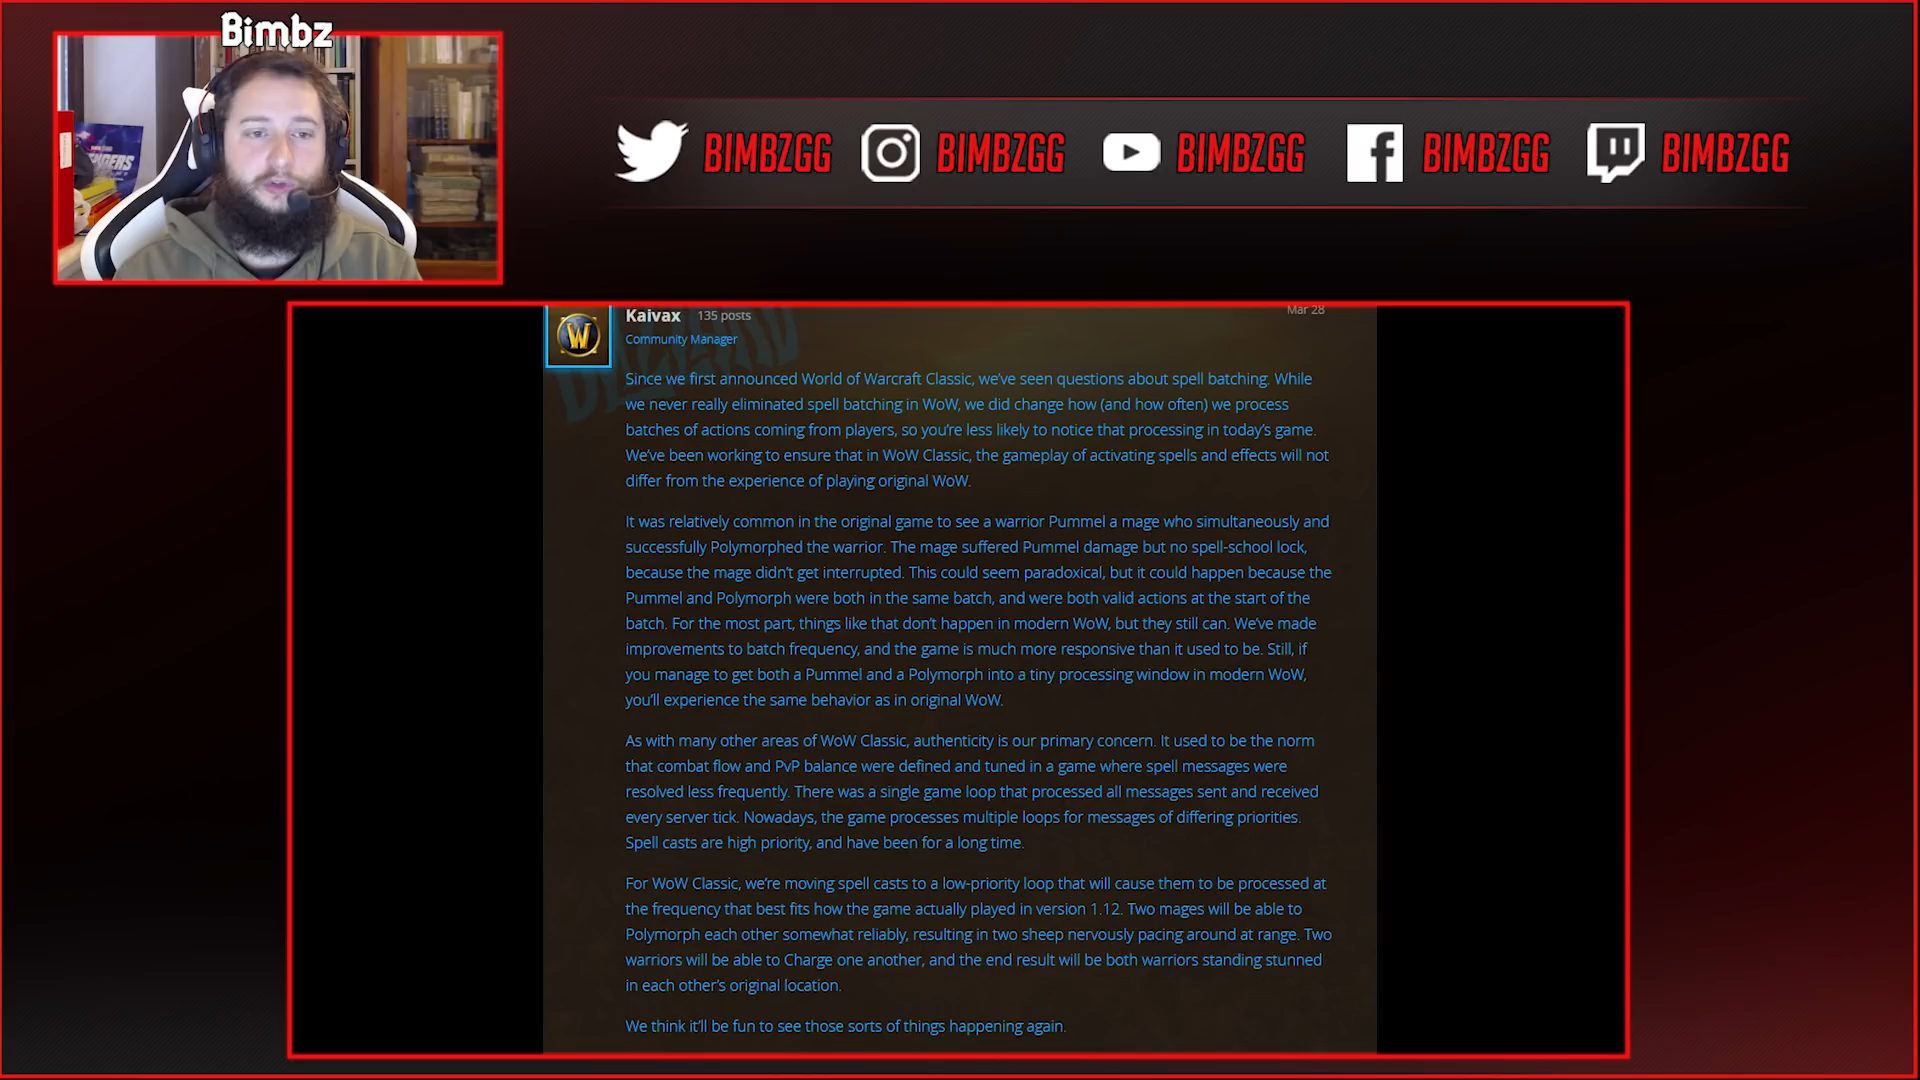 Bimbz
BIMBZGG BIMBZGG BIMBZGG BIMBZGG BIMBZGG
Kaivax 135 posts Mar 28
Community Manager
Since we first announced World of Warcraft Classic, we've seen questions about spell batching. While
we never really eliminated spell batching in WoW, we did change how (and how often) we process
batches of actions coming from players, so you're less likely to notice that processing in today's game.
We've been working to ensure that in WoW Classic, the gameplay of activating spells and effects will not
differ from the experience of playing original WoW.
It was relatively common in the original game to see a warrior Pummel a mage who simultaneously and
successfully Polymorphed the warrior. The mage suffered Pummel damage but no spell-school lock,
because the mage didn't get interrupted. This could seem paradoxical, but it could happen because the
Pummel and Polymorph were both in the same batch, and were both valid actions at the start of the
batch. For the most part, things like that don't happen in modern WoW, but they still can. We've made
improvements to batch frequency, and the game is much more responsive than it used to be. Still, if
you manage to get both a Pummel and a Polymorph into a tiny processing window in modern WoW,
you'll experience the same behavior as in original WoW.
As with many other areas of WoW Classic, authenticity is our primary concern. It used to be the norm
that combat flow and PvP balance were defined and tuned in a game where spell messages were
resolved less frequently. There was a single game loop that processed all messages sent and received
every server tick. Nowadays, the game processes multiple loops for messages of differing priorities.
Spell casts are high priority, and have been for a long time.
For WoW Classic, we're moving spell casts to a low-priority loop that will cause them to be processed at
the frequency that best fits how the game actually played in version 1.12. Two mages will be able to
Polymorph each other somewhat reliably, resulting in two sheep nervously pacing around at range. Two
warriors will be able to Charge one another, and the end result will be both warriors standing stunned
in each other's original location.
We think it'll be fun to see those sorts of things happening again.